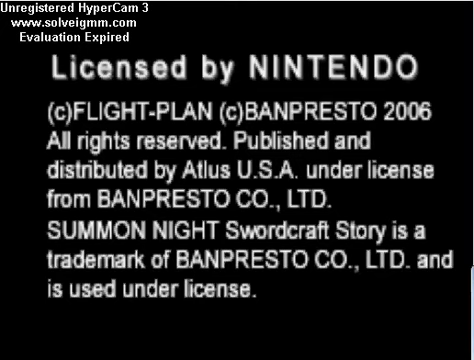 Unregistered HyperCam 3
www.solveigmm.com
Evaluation Expired
Licensed by NINTENDO
(c)FLIGHT-PLAN (c)BANPRESTO 2006
All rights reserved. Published and
distributed by Atlus U.S.A. under license
from BANPRESTO CO., LTD.
SUMMON NIGHT Swordcraft Story is a
trademark of BANPRESTO CO., LTD. and
is used under license.